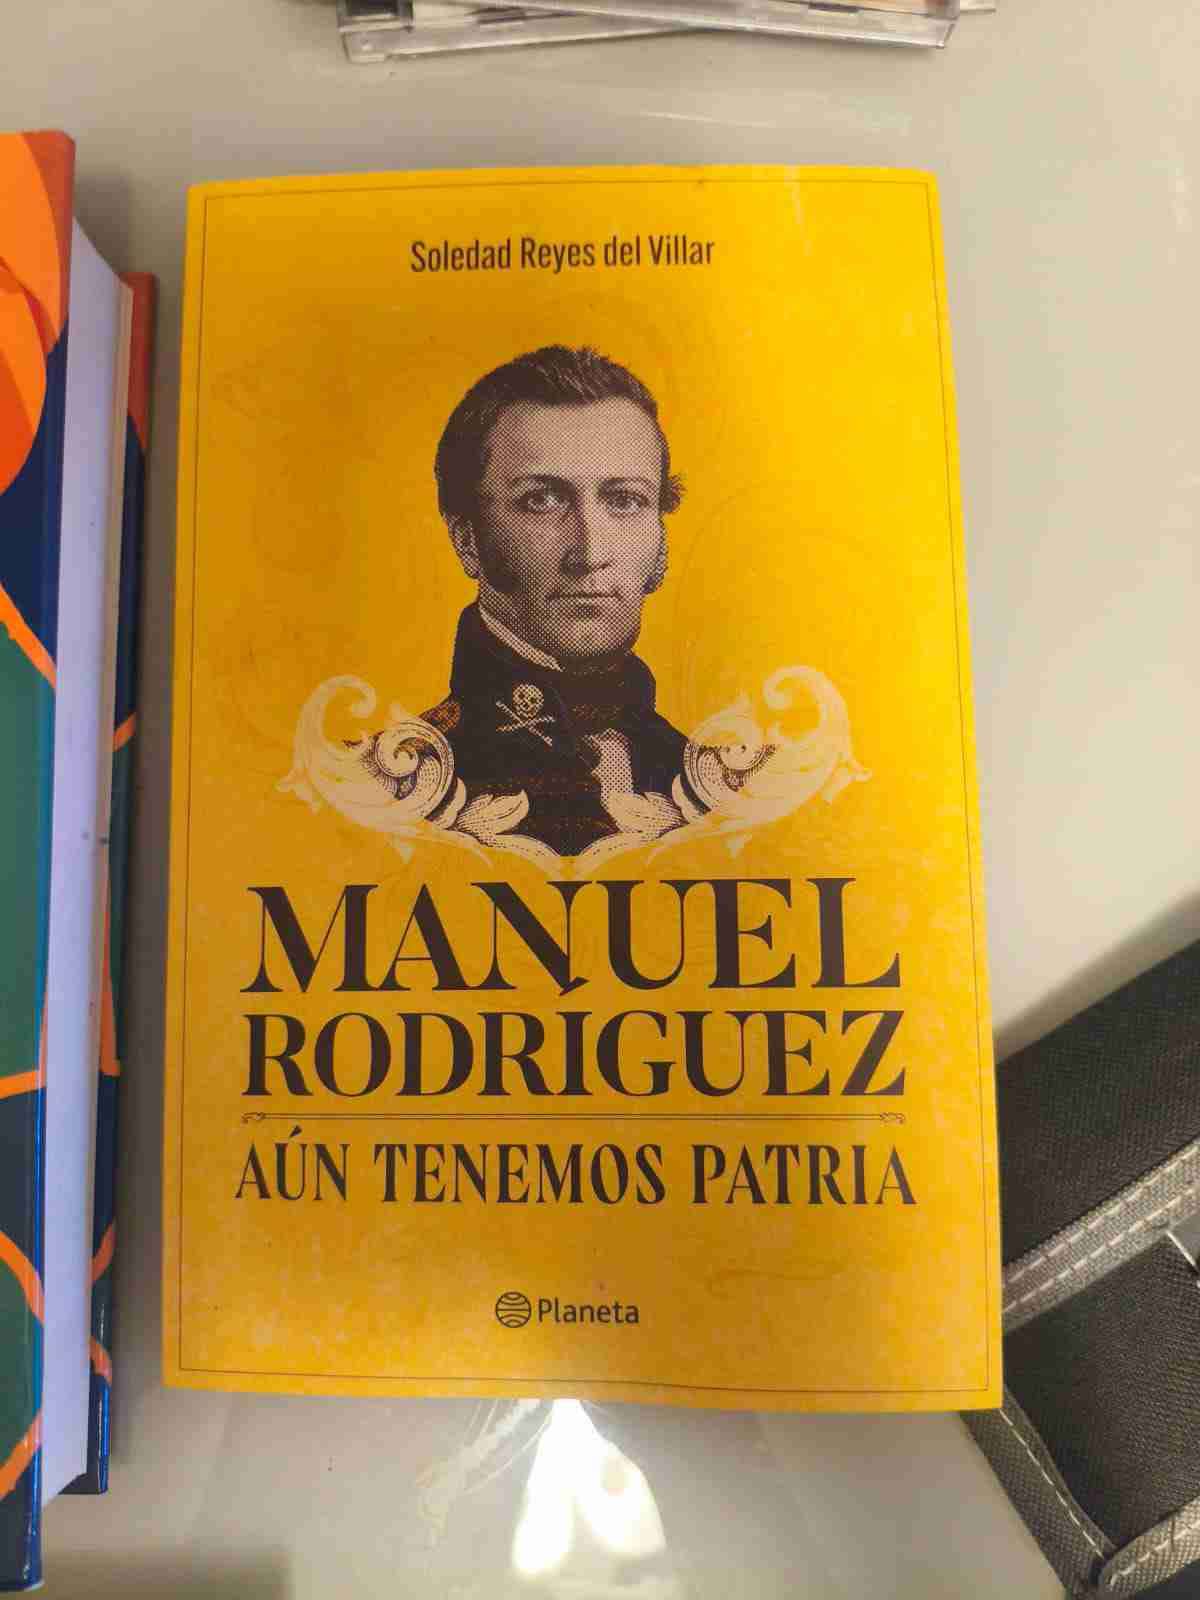 Soledad Reyes del Villar
MANUEL
RODRÍGUEZ
AÚN TENEMOS PATRIA
Planeta